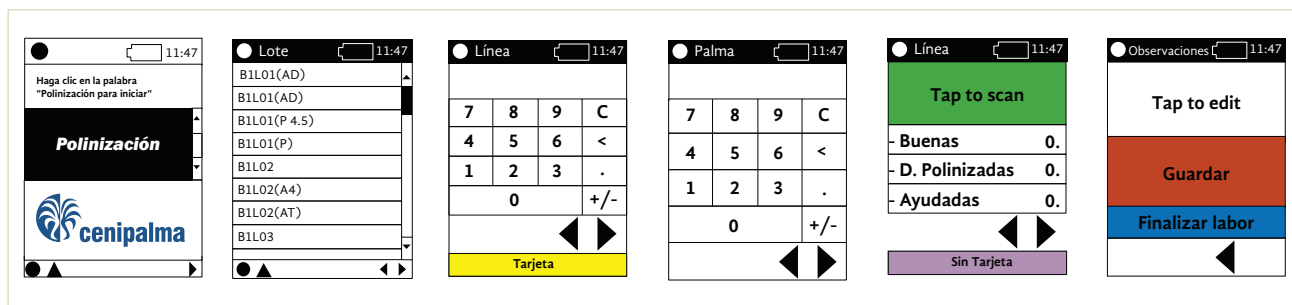 11:47
Haga clic en la palabra
"Polinización para iniciar"
Polinización
cenipalma
Lote 11:47
B1L01(AD)
B1L01(AD)
B1L01(P 4.5)
B1L01(P)
B1L02
B1L02(A4)
B1L02(AT)
B1L03
Línea 11:47
7 8 9 C
4 5 6 <
1 2 3 .
0 +/-
Tarjeta
Palma 11:47
7 8 9 C
4 5 6 <
1 2 3 .
0 +/-
Línea 11:47
Tap to scan
- Buenas 0.
- D. Polinizadas 0.
- Ayudadas 0.
Sin Tarjeta
Observaciones 11:47
Tap to edit
Guardar
Finalizar labor